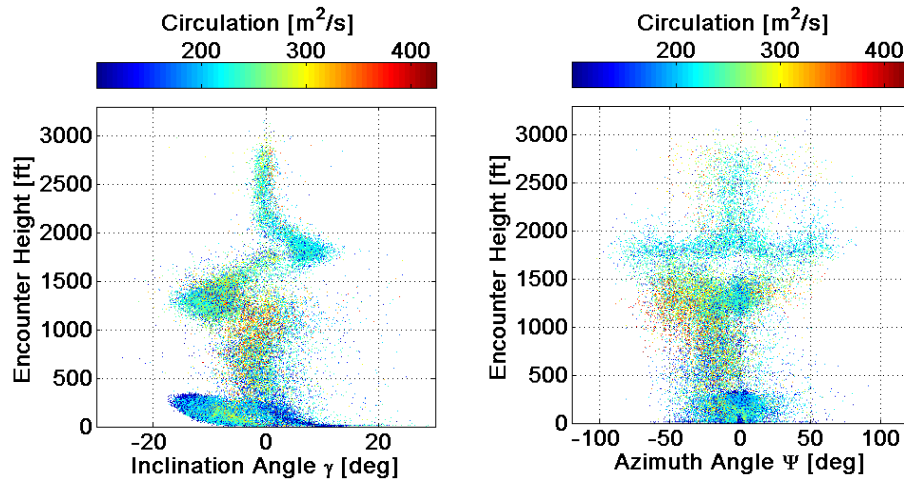 Circulation [m²/s]
200 300 400
Encounter Height [ft]
3000
2500
2000
1500
1000
500
0
-20 0 20
Inclination Angle γ [deg]
Circulation [m²/s]
200 300 400
Encounter Height [ft]
3000
2500
2000
1500
1000
500
0
-100 -50 0 50 100
Azimuth Angle Ψ [deg]